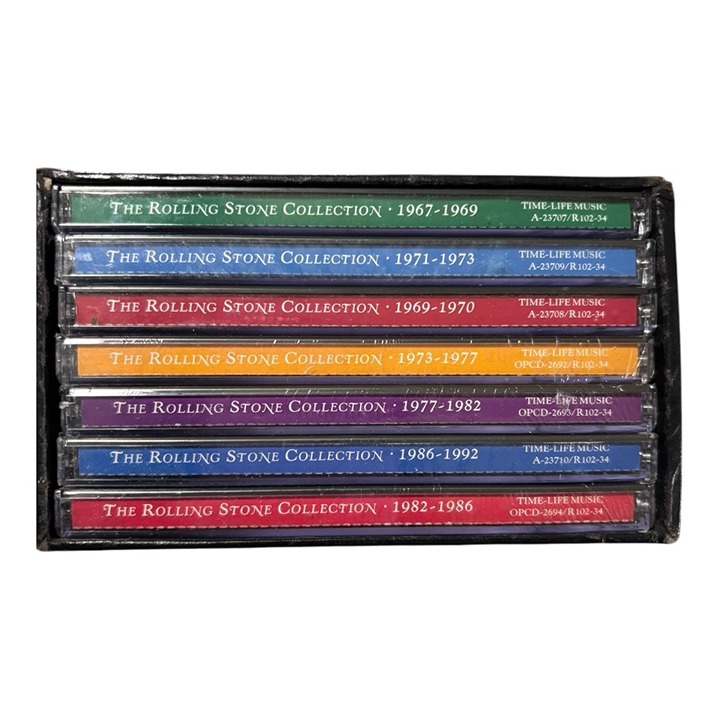 THE ROLLING STONE COLLECTION · 1967-1969
TIME-LIFE MUSIC
A-23707/R102-34
THE ROLLING STONE COLLECTION · 1971-1973
TIME-LIFE MUSIC
A-23709/R102-34
THE ROLLING STONE COLLECTION · 1969-1970
TIME-LIFE MUSIC
A-23708/R102-34
THE ROLLING STONE COLLECTION · 1973-1977
TIME-LIFE MUSIC
OPCD-2692/R102-34
THE ROLLING STONE COLLECTION · 1977-1982
TIME-LIFE MUSIC
OPCD-2693/R102-34
THE ROLLING STONE COLLECTION · 1986-1992
TIME-LIFE MUSIC
A-23710/R102-34
THE ROLLING STONE COLLECTION · 1982-1986
TIME-LIFE MUSIC
OPCD-2694/R102-34